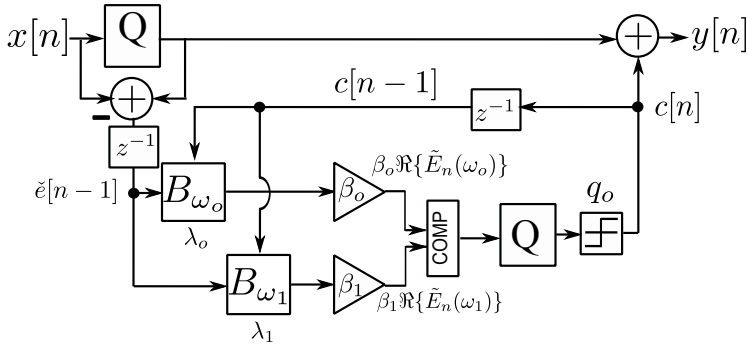 x[n]
Q
y[n]
c[n − 1]
z⁻¹
c[n]
z⁻¹
ě[n − 1]
B_{ω_o}
λ_o
β_o
β_oℜ{Ẽ_n(ω_o)}
COMP
Q
q_o
B_{ω_1}
λ_1
β_1
β_1ℜ{Ẽ_n(ω_1)}